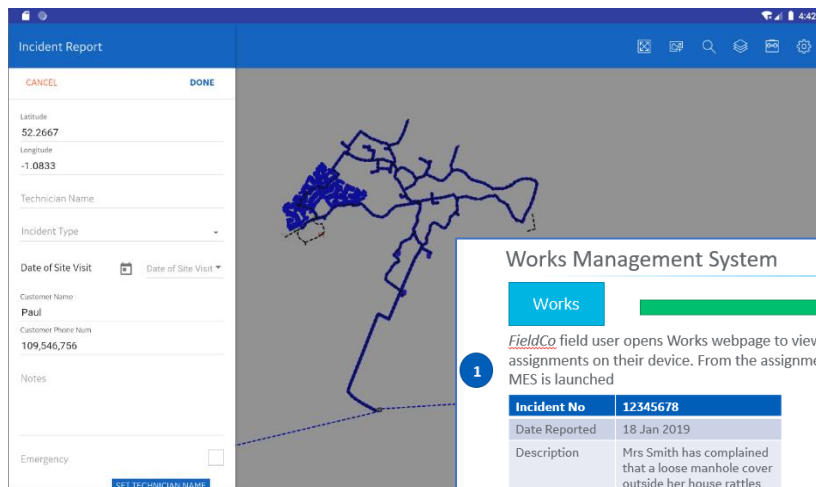 4:42
Incident Report
CANCEL
DONE
Latitude
52.2667
Longitude
-1.0833
Technician Name
Incident Type
Date of Site Visit
Date of Site Visit
Customer Name
Paul
Customer Phone Num
109,546,756
Notes
Emergency
SET TECHNICIAN NAME
Works Management System
Works
FieldCo field user opens Works webpage to view
assignments on their device. From the assignme
1
MES is launched
Incident No 12345678
Date Reported 18 Jan 2019
Description Mrs Smith has complained
that a loose manhole cover
outside her house rattles